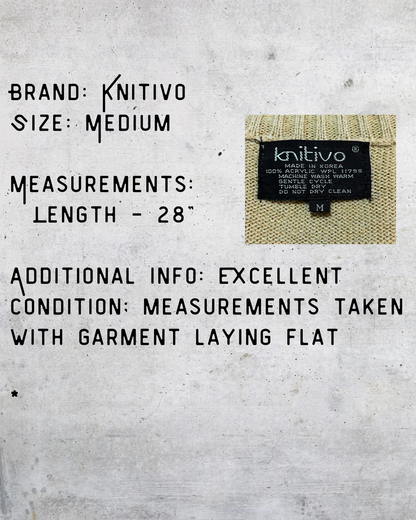 BRAND: KNITIVO
SIZE: MEDIUM
knitivo ®
MADE IN KOREA
100% ACRYLIC WPL 11798
MACHINE WASH WARM
GENTLE CYCLE
TUMBLE DRY
DO NOT DRY CLEAN
M
MEASUREMENTS:
LENGTH - 28"
ADDITIONAL INFO: EXCELLENT
CONDITION; MEASUREMENTS TAKEN
WITH GARMENT LAYING FLAT
*